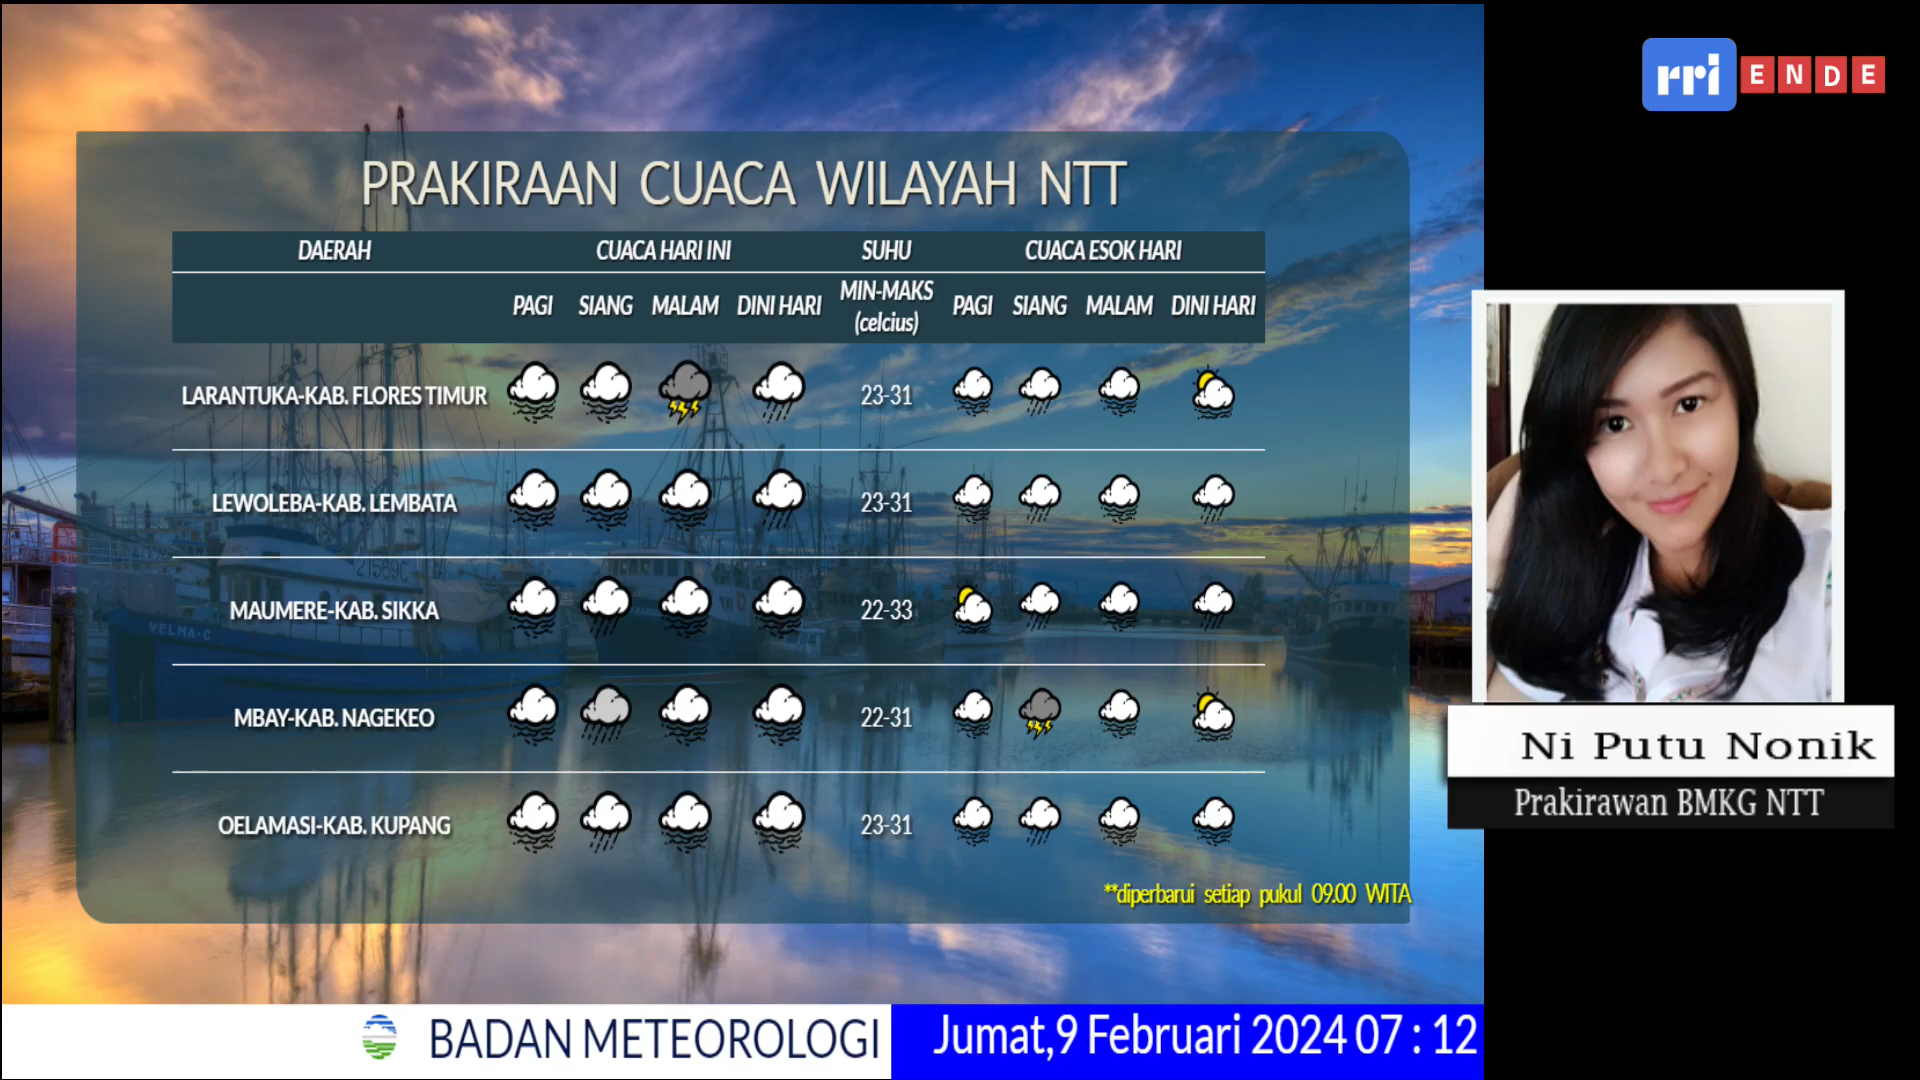 rri ENDE
PRAKIRAAN CUACA WILAYAH NTT
DAERAH CUACA HARI INI SUHU CUACA ESOK HARI
PAGI SIANG MALAM DINI HARI MIN-MAKS (celcius) PAGI SIANG MALAM DINI HARI
LARANTUKA-KAB. FLORES TIMUR 23-31
LEWOLEBA-KAB. LEMBATA 23-31
21569C
MAUMERE-KAB. SIKKA 22-33
VELMA-C
MBAY-KAB. NAGEKEO 22-31
OELAMASI-KAB. KUPANG 23-31
**diperbarui setiap pukul 09.00 WITA
Ni Putu Nonik
Prakirawan BMKG NTT
BADAN METEOROLOGI
Jumat,9 Februari 2024 07 : 12